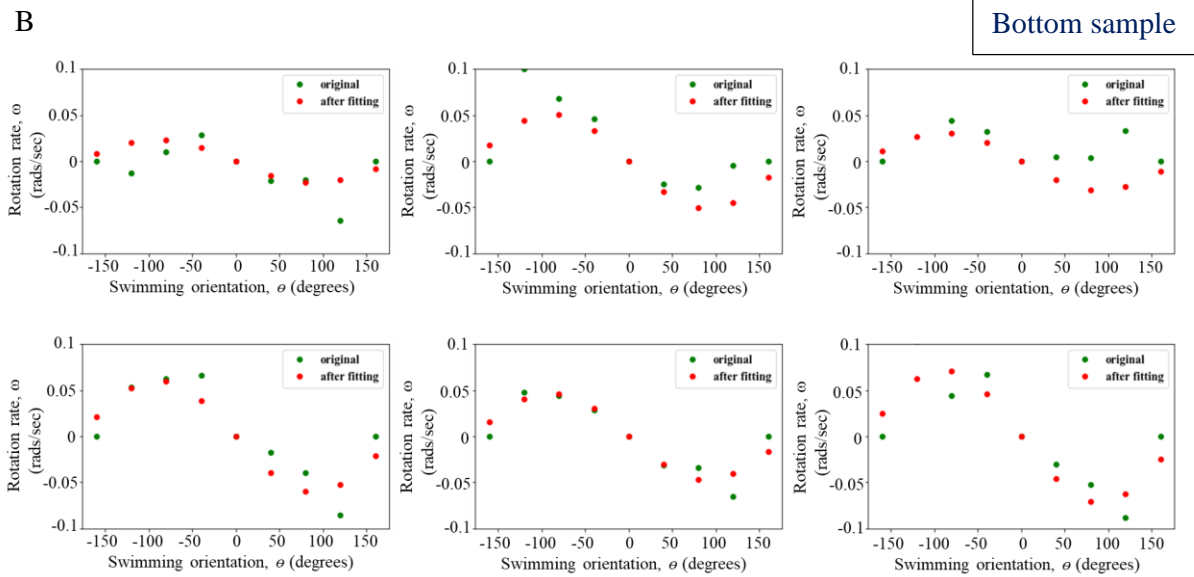 B
Bottom sample
0.1
0.05
0
-0.05
-0.1
Rotation rate, ω
(rads/sec)
original
after fitting
-150 -100 -50 0 50 100 150
Swimming orientation, ө (degrees)
0.1
0.05
0
-0.05
-0.1
Rotation rate, ω
(rads/sec)
original
after fitting
-150 -100 -50 0 50 100 150
Swimming orientation, ө (degrees)
0.1
0.05
0
-0.05
-0.1
Rotation rate, ω
(rads/sec)
original
after fitting
-150 -100 -50 0 50 100 150
Swimming orientation, ө (degrees)
0.1
0.05
0
-0.05
-0.1
Rotation rate, ω
(rads/sec)
original
after fitting
-150 -100 -50 0 50 100 150
Swimming orientation, ө (degrees)
0.1
0.05
0
-0.05
-0.1
Rotation rate, ω
(rads/sec)
original
after fitting
-150 -100 -50 0 50 100 150
Swimming orientation, ө (degrees)
0.1
0.05
0
-0.05
-0.1
Rotation rate, ω
(rads/sec)
original
after fitting
-150 -100 -50 0 50 100 150
Swimming orientation, ө (degrees)